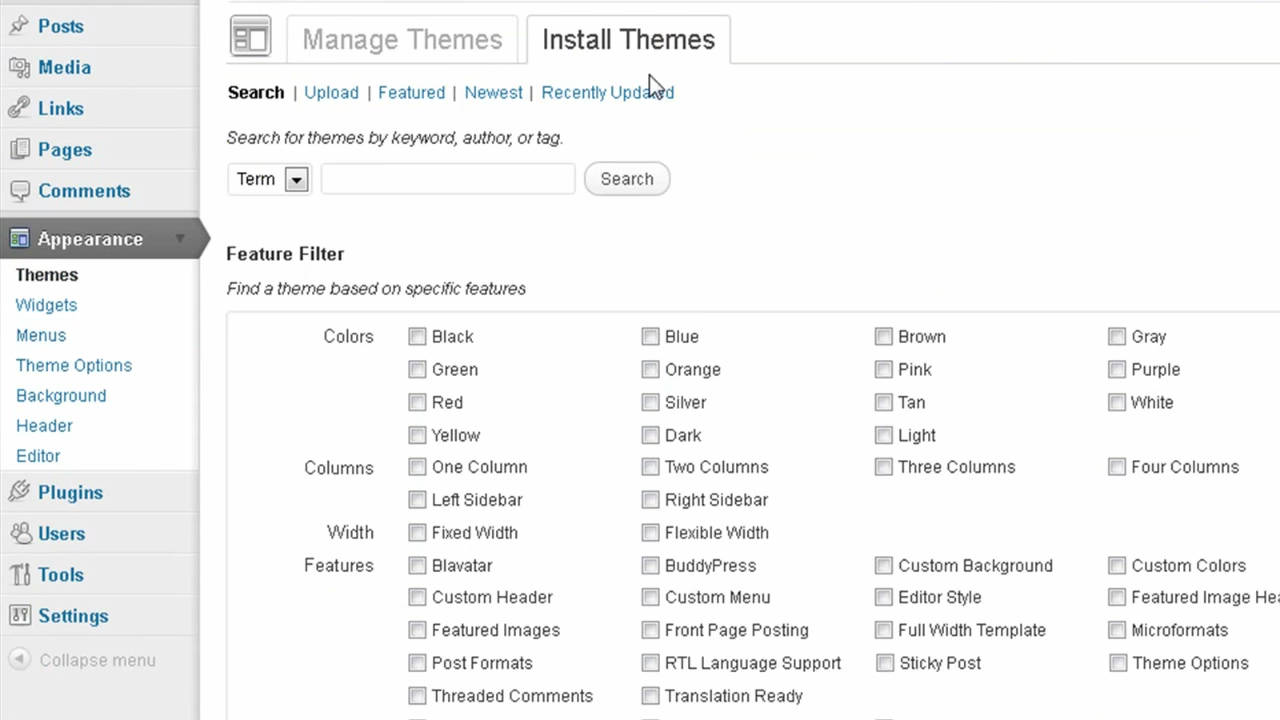 Posts
Media
Links
Pages
Comments
Appearance
Themes
Widgets
Menus
Theme Options
Background
Header
Editor
Plugins
Users
Tools
Settings
Collapse menu
Manage Themes Install Themes
Search | Upload | Featured | Newest | Recently Updated
Search for themes by keyword, author, or tag.
Term Search
Feature Filter
Find a theme based on specific features
Colors Black Blue Brown Gray
Green Orange Pink Purple
Red Silver Tan White
Yellow Dark Light
Columns One Column Two Columns Three Columns Four Columns
Left Sidebar Right Sidebar
Width Fixed Width Flexible Width
Features Blavatar BuddyPress Custom Background Custom Colors
Custom Header Custom Menu Editor Style Featured Image Hea
Featured Images Front Page Posting Full Width Template Microformats
Post Formats RTL Language Support Sticky Post Theme Options
Threaded Comments Translation Ready